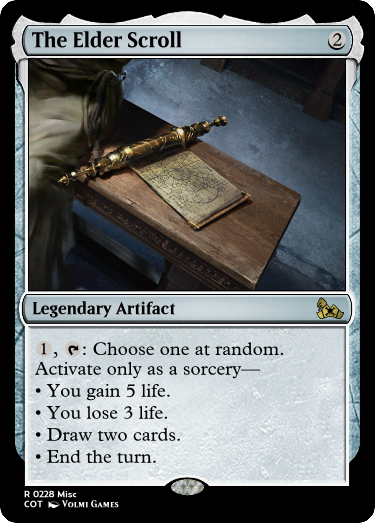 The Elder Scroll 2
Legendary Artifact
1, : Choose one at random.
Activate only as a sorcery—
• You gain 5 life.
• You lose 3 life.
• Draw two cards.
• End the turn.
R 0228 Misc
COT VOLMI GAMES